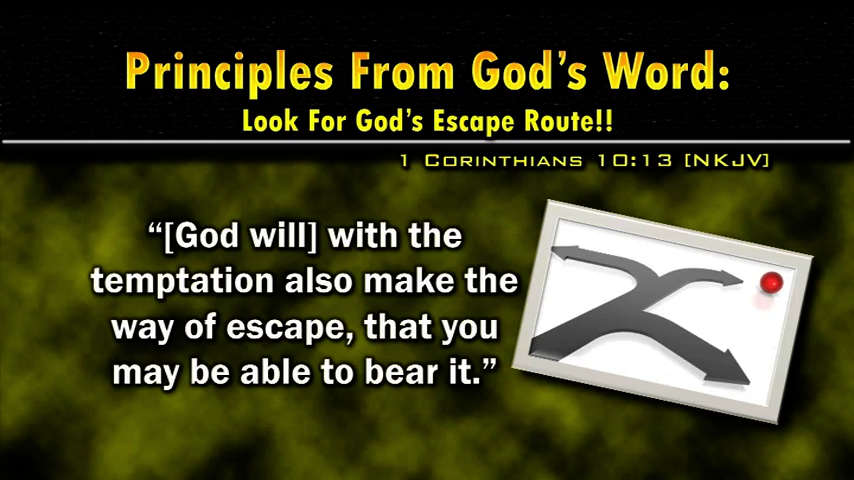 Principles From God's Word:
Look For God's Escape Route!!
1 Corinthians 10:13 [NKJV]
“[God will] with the
temptation also make the
way of escape, that you
may be able to bear it.”